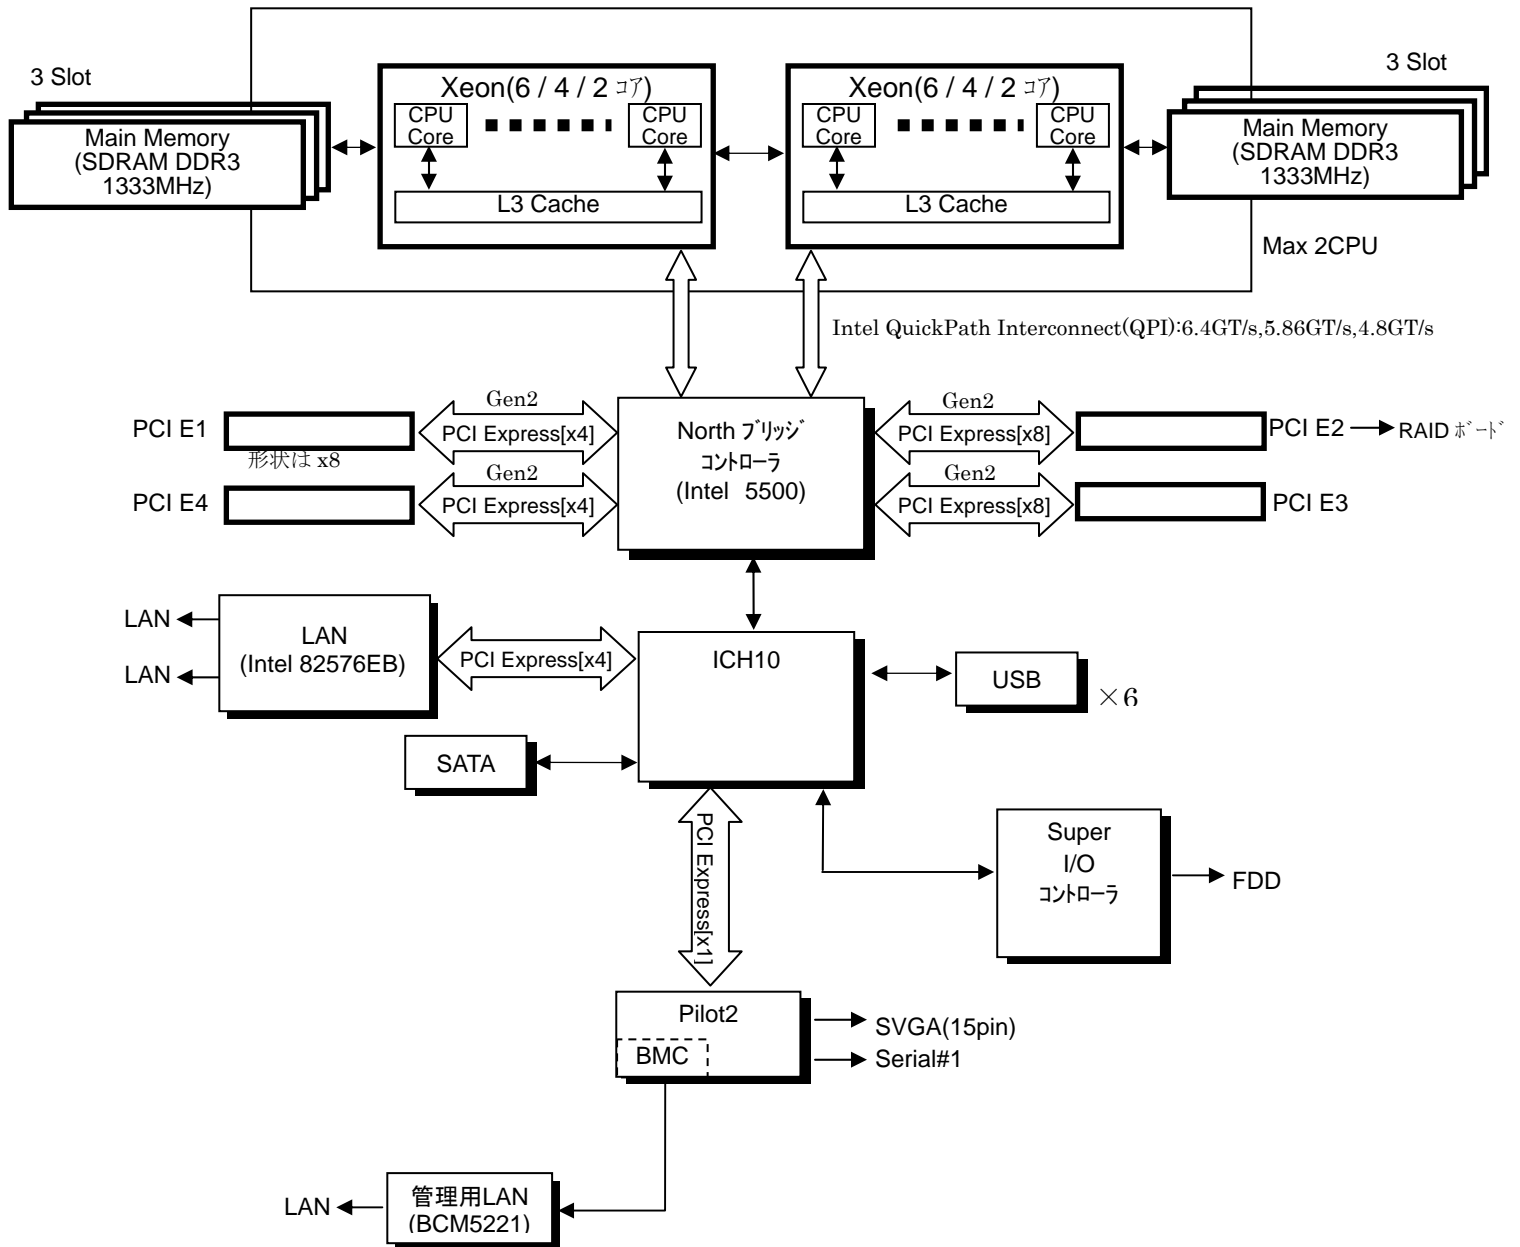 3 Slot
3 Slot
Xeon(6 / 4 / 2 コア)
Xeon(6 / 4 / 2 コア)
CPU
Core
CPU
Core
CPU
Core
CPU
Core
Main Memory
(SDRAM DDR3
1333MHz)
Main Memory
(SDRAM DDR3
1333MHz)
L3 Cache
L3 Cache
Max 2CPU
Intel QuickPath Interconnect(QPI):6.4GT/s,5.86GT/s,4.8GT/s
PCI E1
形状は x8
Gen2
PCI Express[x4]
North ブリッジ
コントローラ
(Intel 5500)
Gen2
PCI Express[x8]
PCI E2
RAID ボード
PCI E4
Gen2
PCI Express[x4]
Gen2
PCI Express[x8]
PCI E3
LAN
LAN
LAN
(Intel 82576EB)
PCI Express[x4]
ICH10
USB
×6
SATA
PCI Express[x1]
Super
I/O
コントローラ
FDD
Pilot2
BMC
SVGA(15pin)
Serial#1
LAN
管理用LAN
(BCM5221)